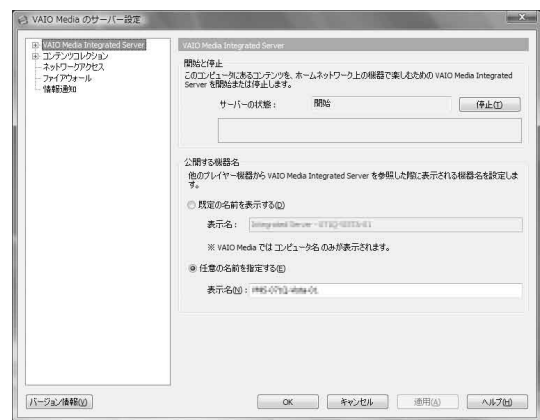 VAIO Media のサーバー設定
VAIO Media Integrated Server
コンテンツコレクション
ネットワークアクセス
ファイアウォール
情報通知
VAIO Media Integrated Server
開始と停止
このコンピュータにあるコンテンツを、ホームネットワーク上の機器で楽しむための VAIO Media Integrated
Server を開始または停止します。
サーバーの状態： 開始 停止(T)
公開する機器名
他のプレイヤー機器から VAIO Media Integrated Server を参照した際に表示される機器名を設定しま
す。
既定の名前を表示する(D)
表示名：
※ VAIO Media では コンピュータ名 のみが表示されます。
任意の名前を指定する(E)
表示名(N)：
バージョン情報(V) OK キャンセル 適用(A) ヘルプ(H)